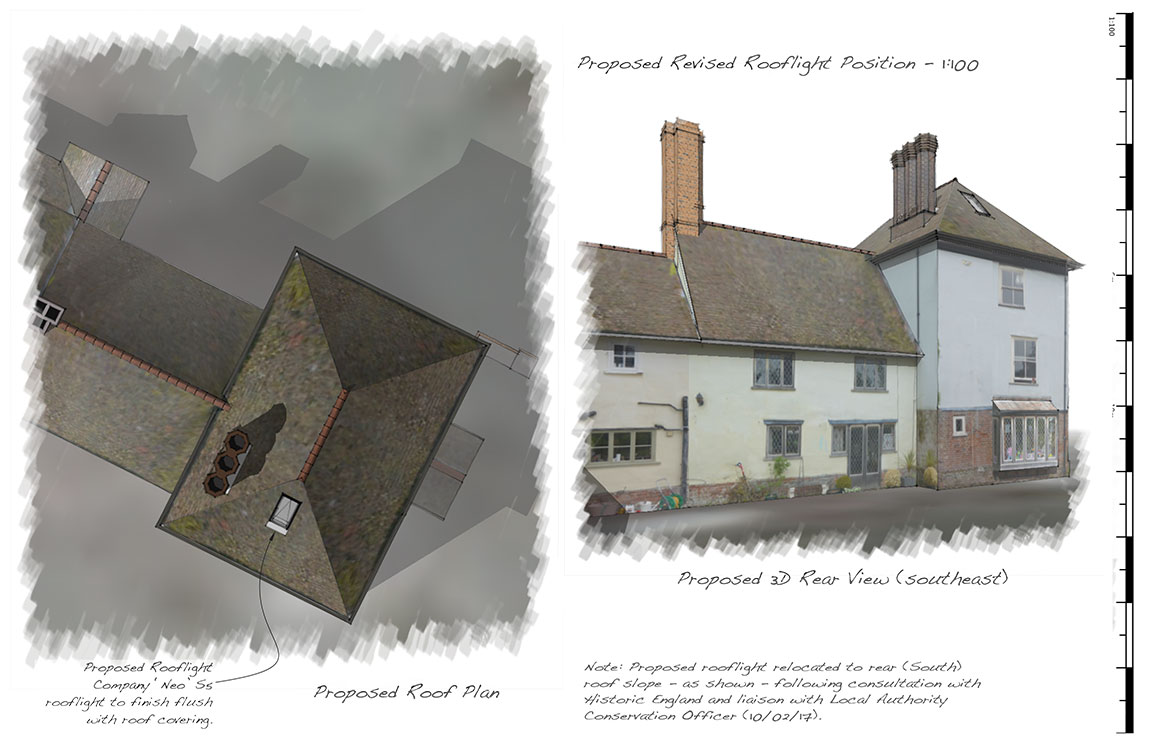 Proposed Revised Rooflight Position - 1:100
1:100
Proposed 3D Rear View (southeast)
Proposed Rooflight
Company 'Neo' S5
rooflight to finish flush
with roof covering.
Proposed Roof Plan
Note: Proposed rooflight relocated to rear (South)
roof slope - as shown - following consultation with
Historic England and liaison with Local Authority
Conservation Officer (10/02/17).